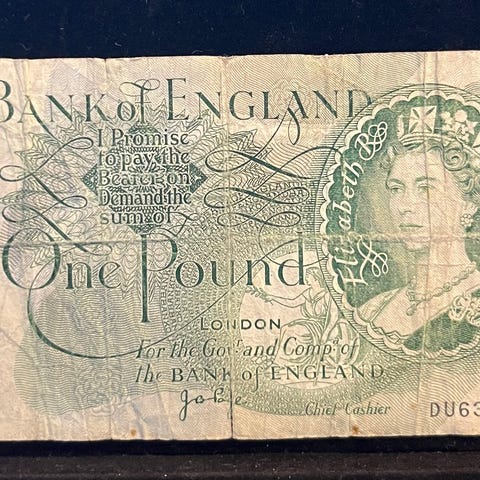 BANK of ENGLAND
I Promise
to pay the
Bearer on
Demand the
sum of
One Pound
Elizabeth R
LONDON
For the Govr. and Compa. of
the BANK of ENGLAND
Chief Cashier
DU63